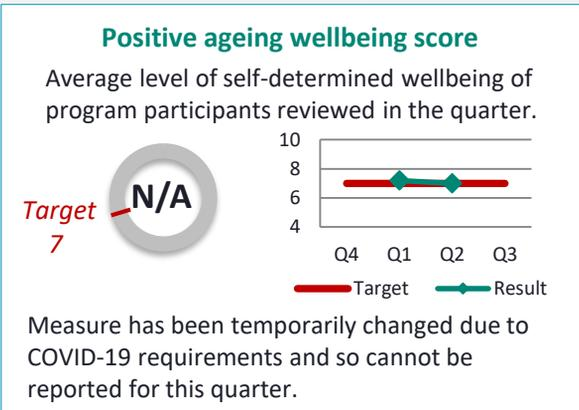 Positive ageing wellbeing score
Average level of self-determined wellbeing of
program participants reviewed in the quarter.
Target
7
N/A
10
8
6
4
Q4 Q1 Q2 Q3
Target Result
Measure has been temporarily changed due to
COVID-19 requirements and so cannot be
reported for this quarter.